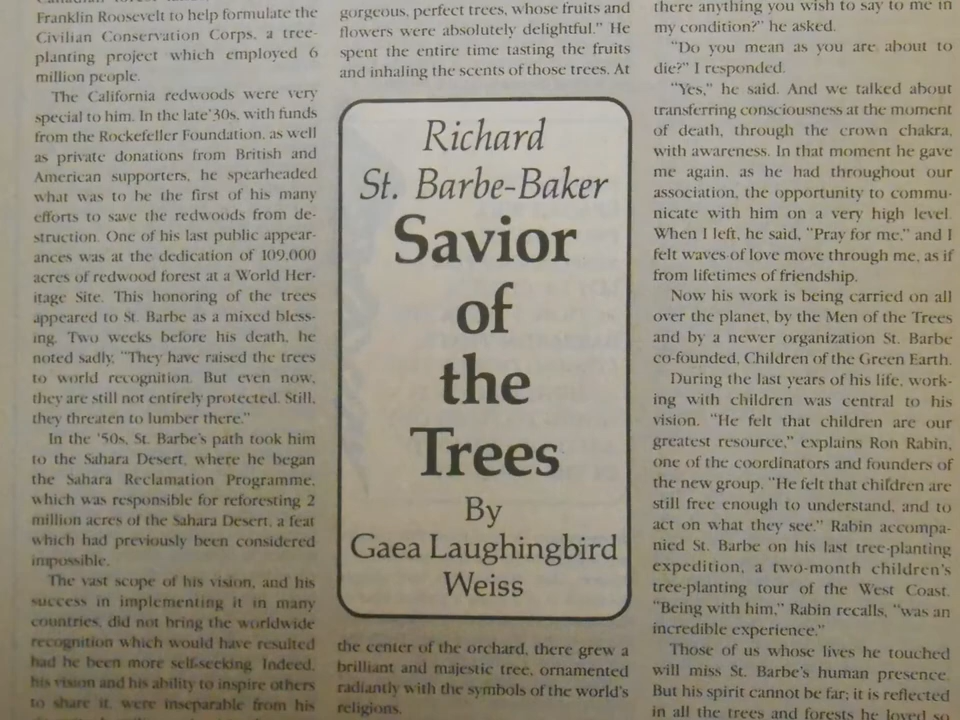 Franklin Roosevelt to help formulate the
Civilian Conservation Corps, a tree-
planting project which employed 6
million people.
The California redwoods were very
special to him. In the late '30s, with funds
from the Rockefeller Foundation, as well
as private donations from British and
American supporters, he spearheaded
what was to be the first of his many
efforts to save the redwoods from de-
struction. One of his last public appear-
ances was at the dedication of 109,000
acres of redwood forest at a World Her-
itage Site. This honoring of the trees
appeared to St. Barbe as a mixed bless-
ing. Two weeks before his death, he
noted sadly, "They have raised the trees
to world recognition. But even now,
they are still not entirely protected. Still,
they threaten to lumber there."
In the '50s, St. Barbe's path took him
to the Sahara Desert, where he began
the Sahara Reclamation Programme,
which was responsible for reforesting 2
million acres of the Sahara Desert, a feat
which had previously been considered
impossible.
The vast scope of his vision, and his
success in implementing it in many
countries, did not bring the worldwide
recognition which would have resulted
had he been more self-seeking. Indeed,
his vision and his ability to inspire others
to share it, were inseparable from his
gorgeous, perfect trees, whose fruits and
flowers were absolutely delightful." He
spent the entire time tasting the fruits
and inhaling the scents of those trees. At
Richard
St. Barbe-Baker
Savior
of
the
Trees
By
Gaea Laughingbird
Weiss
the center of the orchard, there grew a
brilliant and majestic tree, ornamented
radiantly with the symbols of the world's
religions.
there anything you wish to say to me in
my condition?" he asked.
"Do you mean as you are about to
die?" I responded.
"Yes," he said. And we talked about
transferring consciousness at the moment
of death, through the crown chakra,
with awareness. In that moment he gave
me again, as he had throughout our
association, the opportunity to commu-
nicate with him on a very high level.
When I left, he said, "Pray for me," and I
felt waves of love move through me, as if
from lifetimes of friendship.
Now his work is being carried on all
over the planet, by the Men of the Trees
and by a newer organization St. Barbe
co-founded, Children of the Green Earth.
During the last years of his life, work-
ing with children was central to his
vision. "He felt that children are our
greatest resource," explains Ron Rabin,
one of the coordinators and founders of
the new group. "He felt that children are
still free enough to understand, and to
act on what they see." Rabin accompa-
nied St. Barbe on his last tree-planting
expedition, a two-month children's
tree-planting tour of the West Coast.
"Being with him," Rabin recalls, "was an
incredible experience."
Those of us whose lives he touched
will miss St. Barbe's human presence.
But his spirit cannot be far; it is reflected
in all the trees and forests he loved so